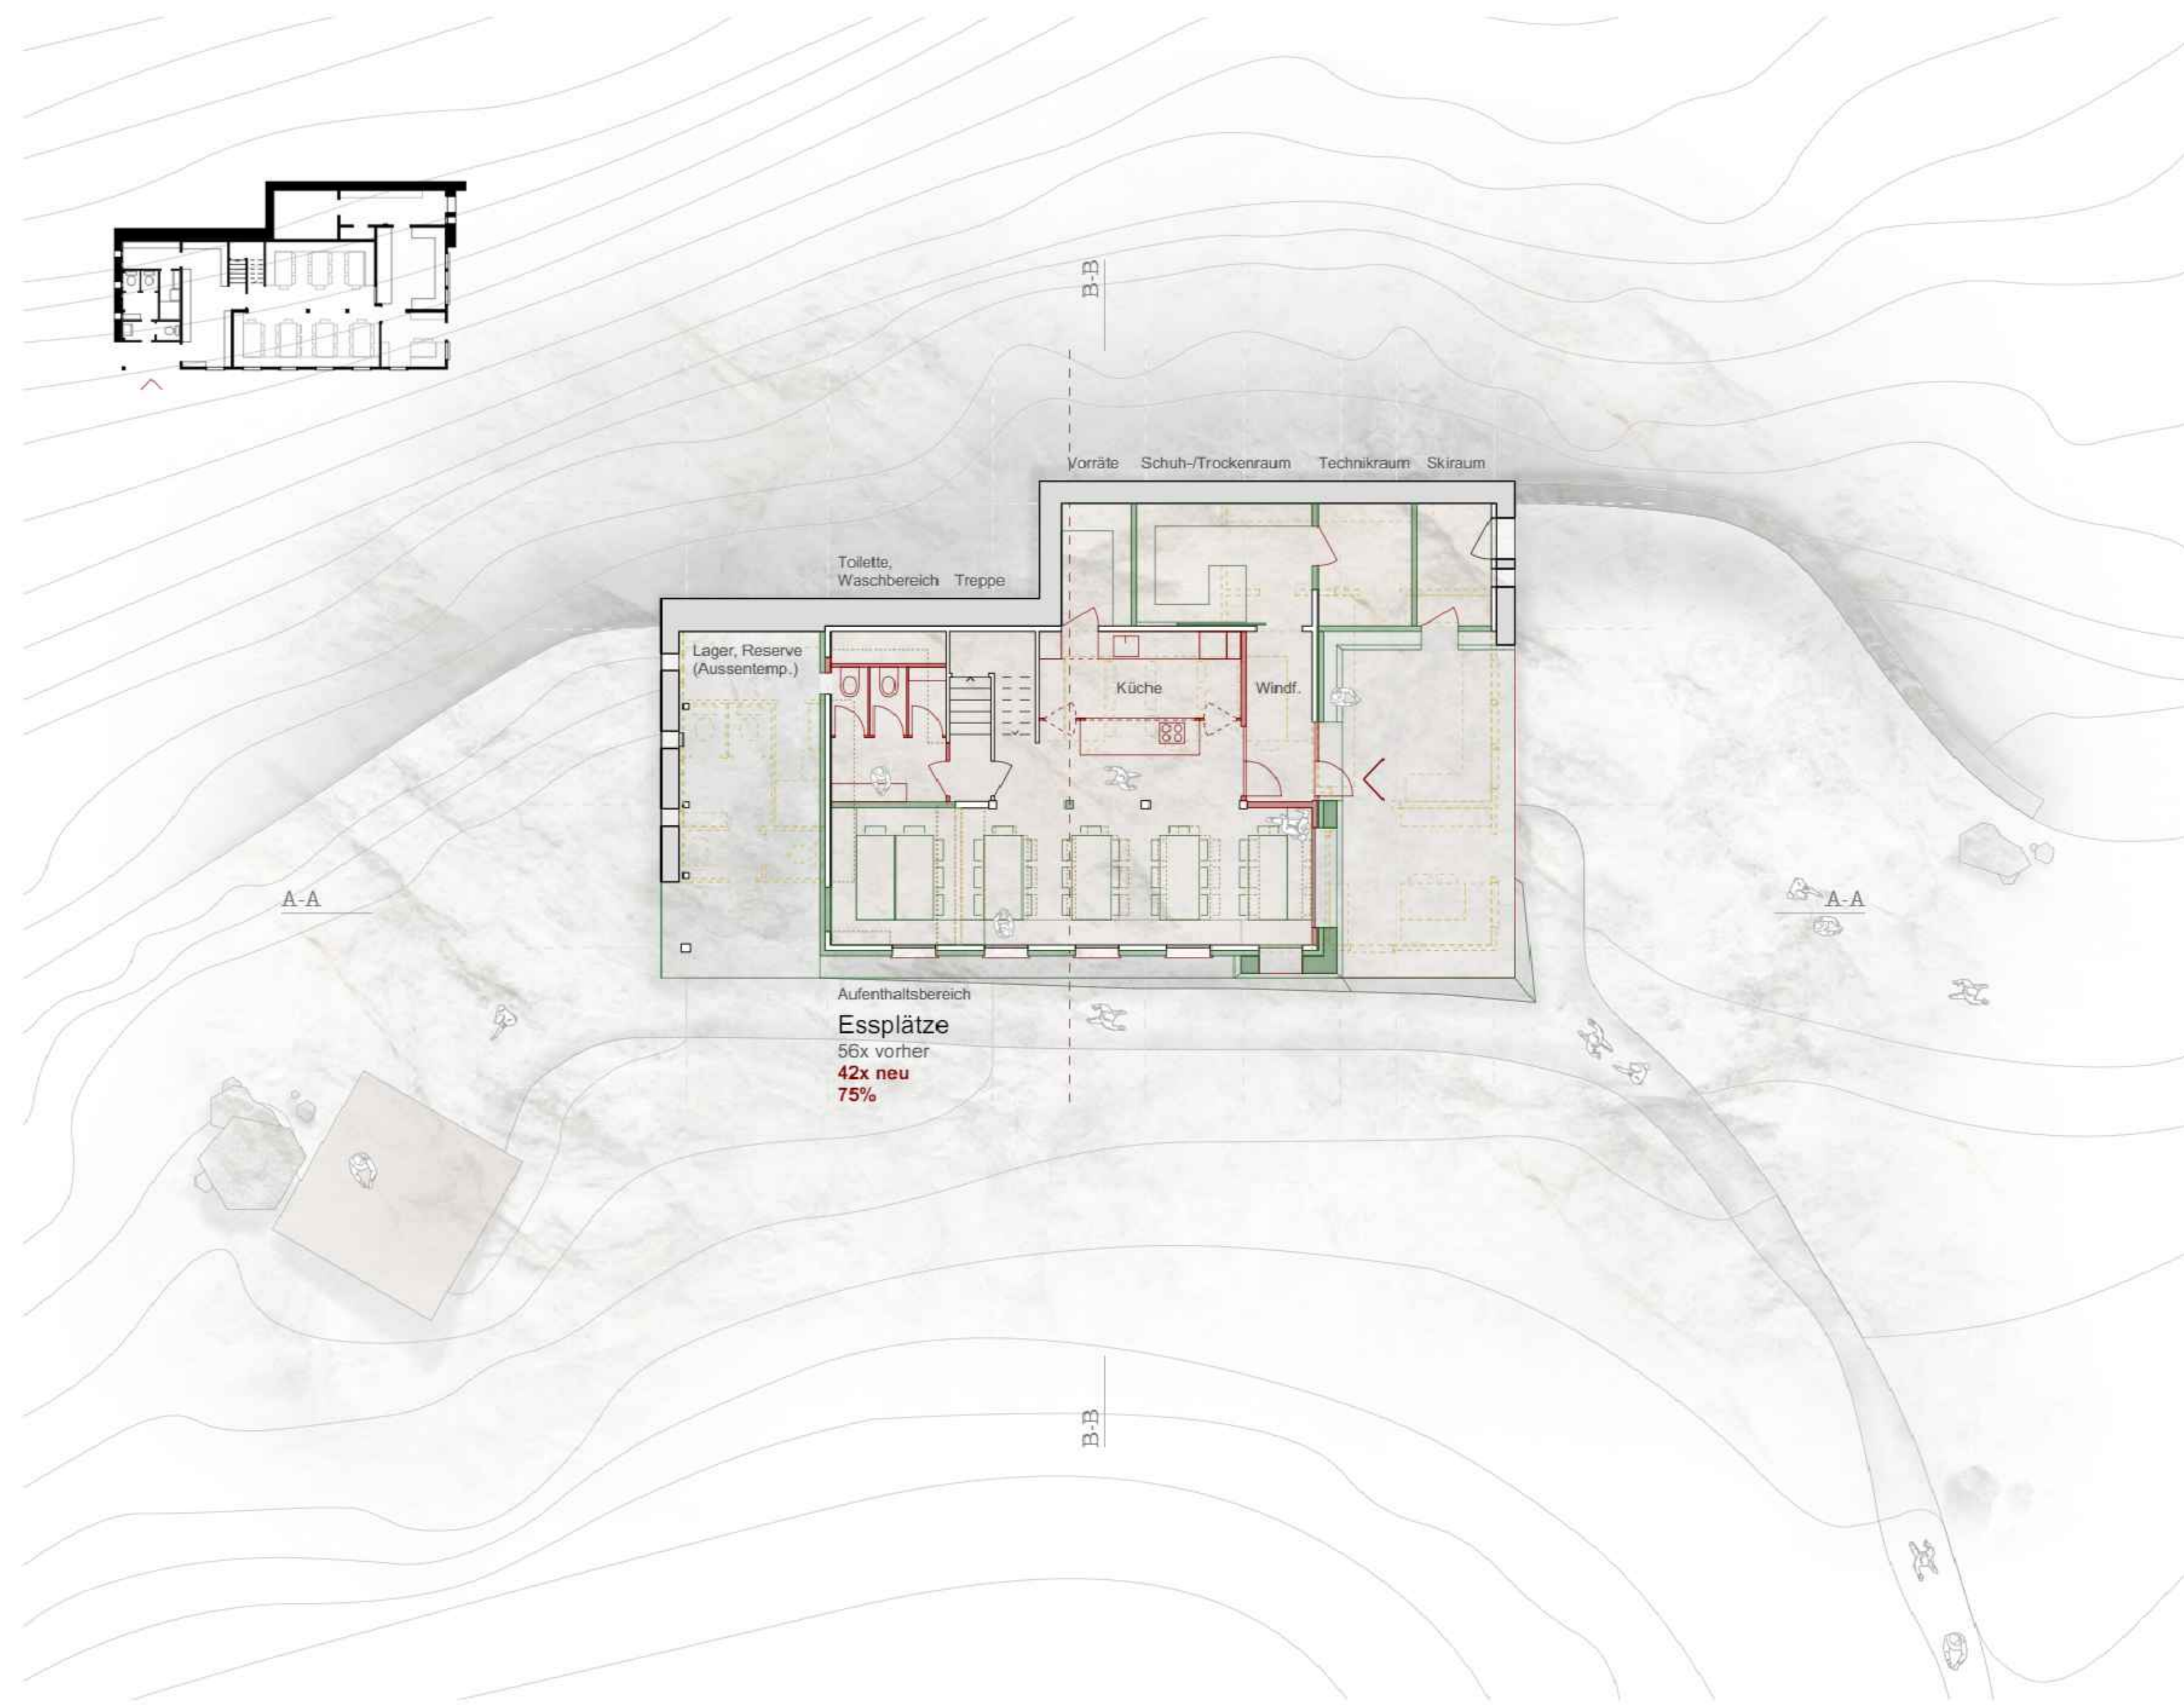 B-B
Vorräte Schuh-/Trockenraum Technikraum Skiraum
Toilette,
Waschbereich Treppe
Lager, Reserve
(Aussentemp.)
Küche
Windf.
A-A
A-A
Aufenthaltsbereich
Essplätze
56x vorher
42x neu
75%
B-B